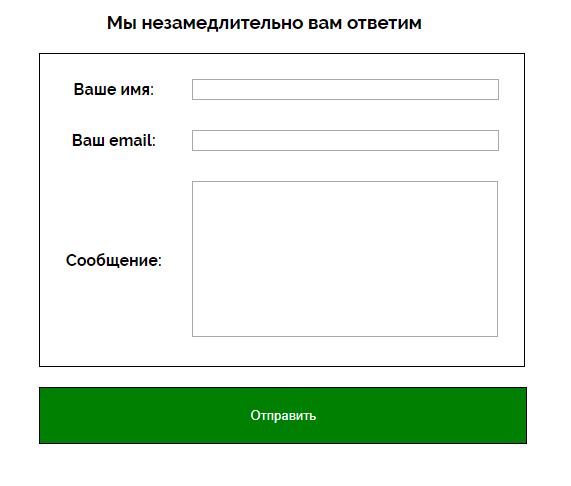 Мы незамедлительно вам ответим
Ваше имя:
Ваш email:
Сообщение:
Отправить